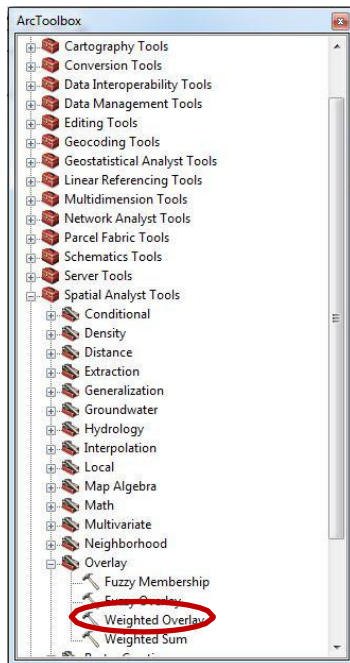 ArcToolbox
Cartography Tools
Conversion Tools
Data Interoperability Tools
Data Management Tools
Editing Tools
Geocoding Tools
Geostatistical Analyst Tools
Linear Referencing Tools
Multidimension Tools
Network Analyst Tools
Parcel Fabric Tools
Schematics Tools
Server Tools
Spatial Analyst Tools
Conditional
Density
Distance
Extraction
Generalization
Groundwater
Hydrology
Interpolation
Local
Map Algebra
Math
Multivariate
Neighborhood
Overlay
Fuzzy Membership
Fuzzy Overlay
Weighted Overlay
Weighted Sum